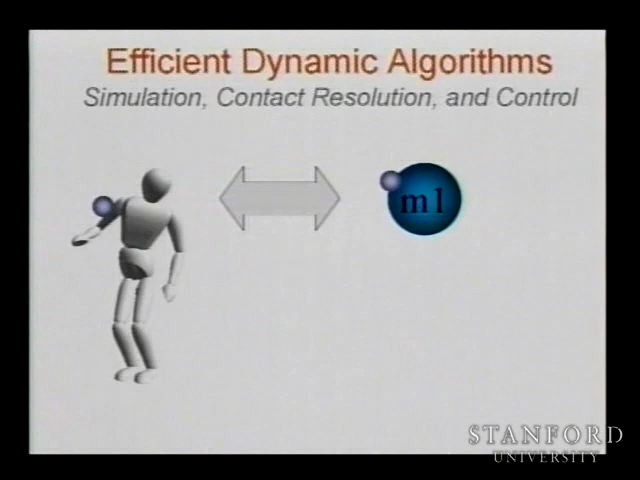 Efficient Dynamic Algorithms
Simulation, Contact Resolution, and Control
m1
STANFORD
UNIVERSITY